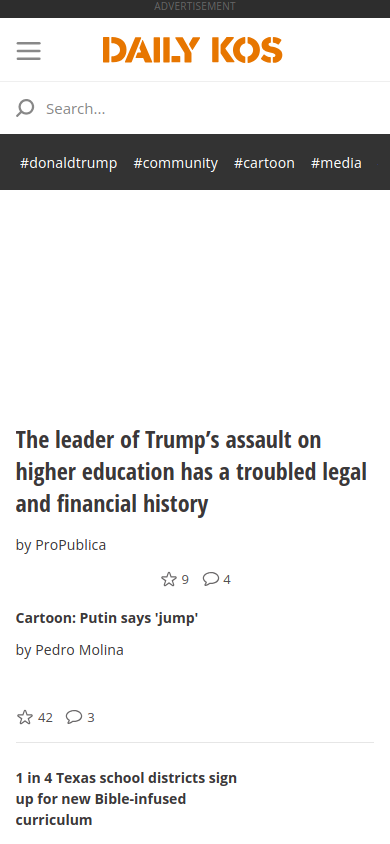 ADVERTISEMENT
DAILY KOS
Search...
#donaldtrump #community #cartoon #media
The leader of Trump’s assault on
higher education has a troubled legal
and financial history
by ProPublica
9 4
Cartoon: Putin says 'jump'
by Pedro Molina
42 3
1 in 4 Texas school districts sign
up for new Bible-infused
curriculum